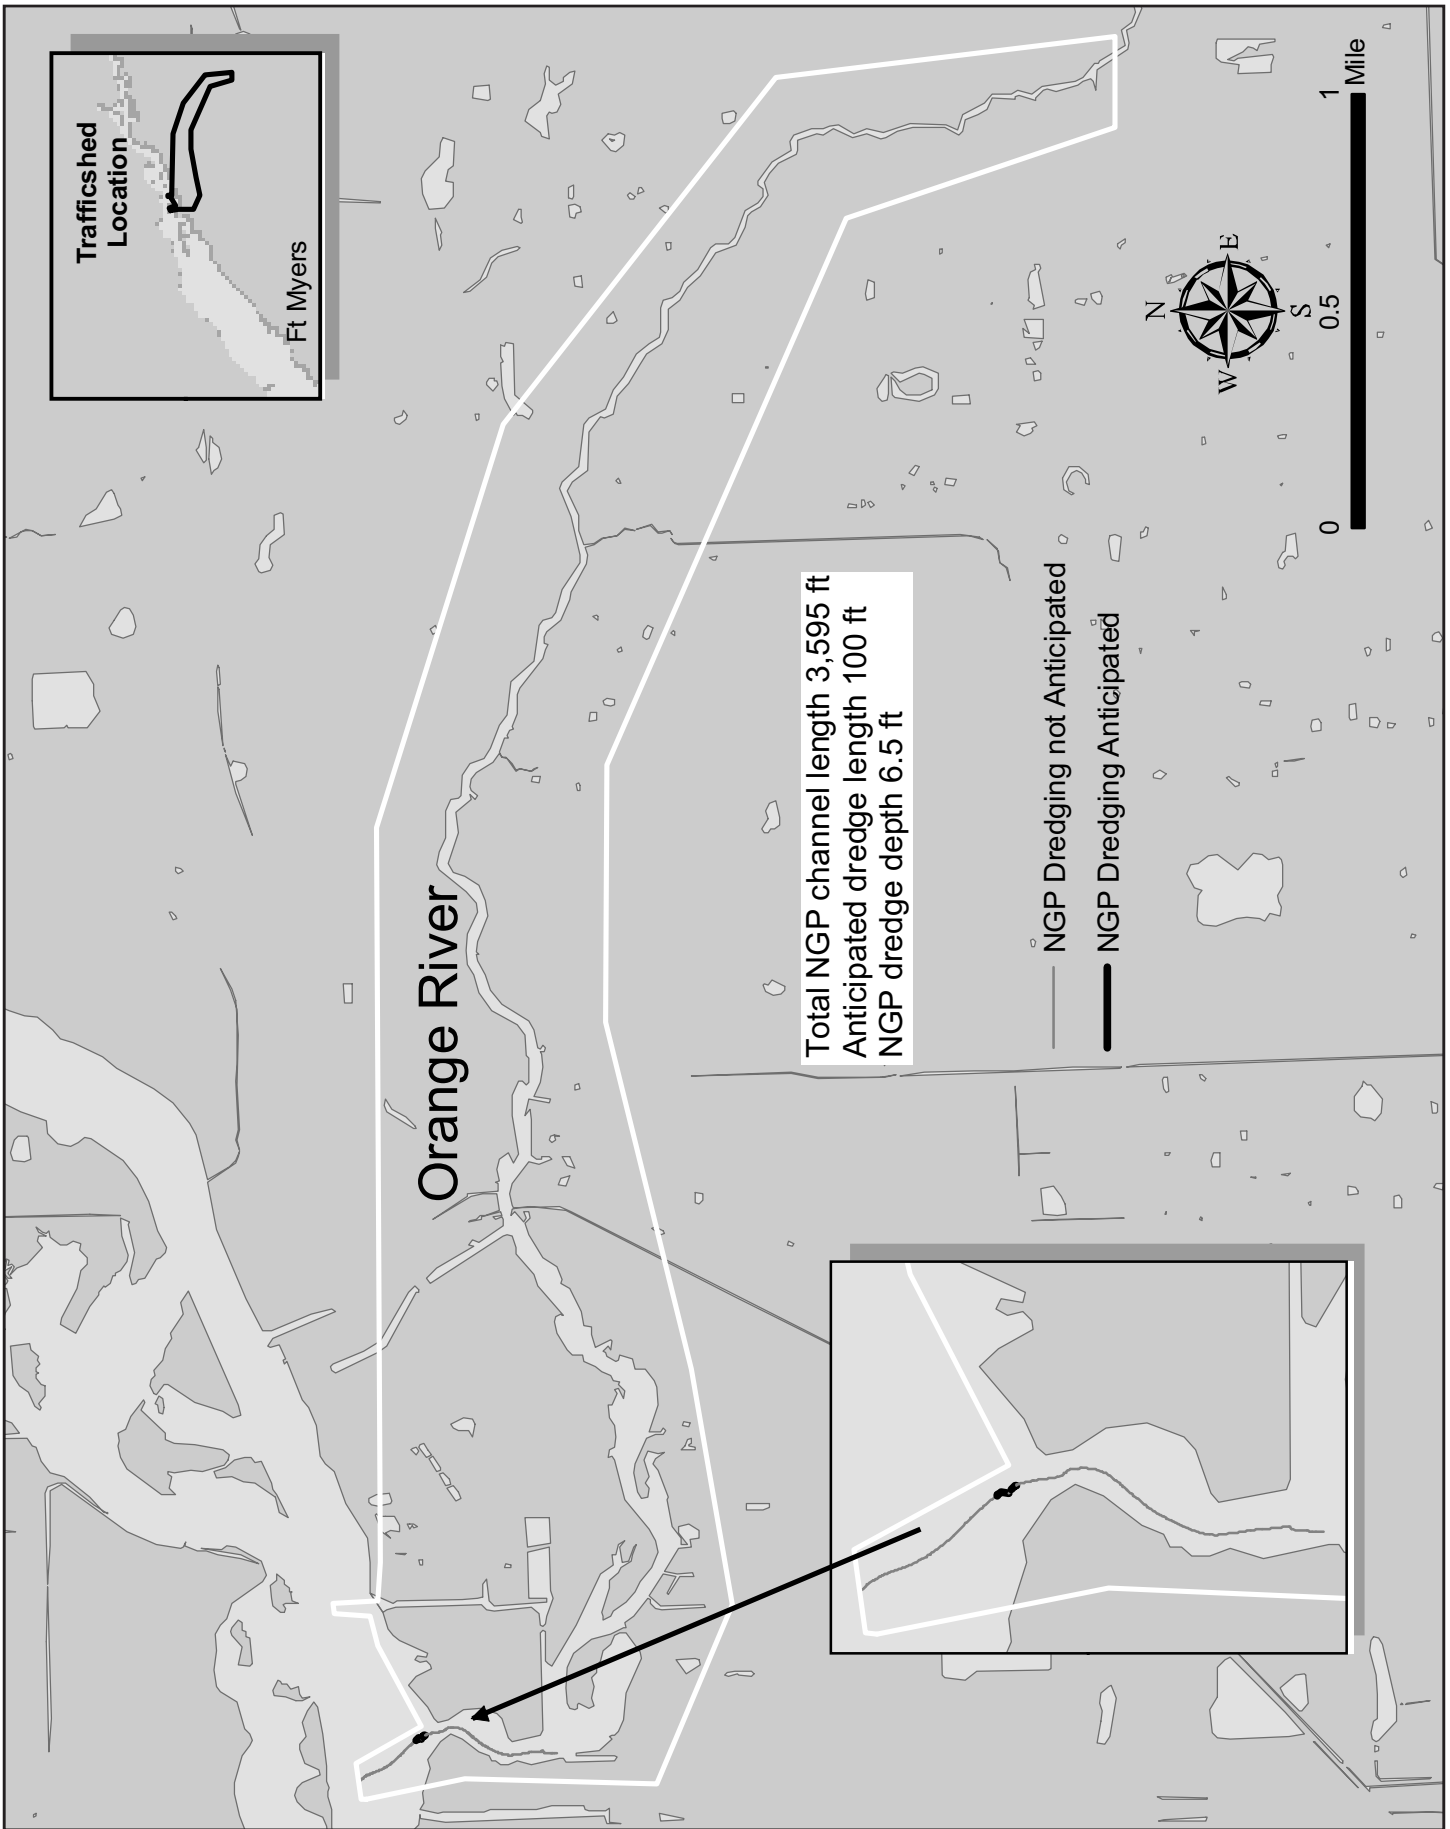 Trafficshed
Location
Ft Myers
Orange River
Total NGP channel length 3,595 ft
Anticipated dredge length 100 ft
NGP dredge depth 6.5 ft
NGP Dredging not Anticipated
NGP Dredging Anticipated
N
W
E
S
0
0.5
1
Mile